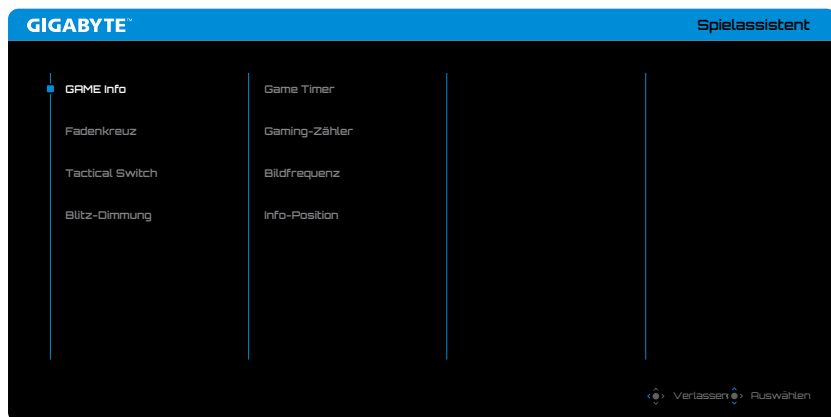 GIGABYTE™
Spielassistent
GAME Info
Game Timer
Fadenkreuz
Gaming-Zähler
Tactical Switch
Bildfrequenz
Blitz-Dimmung
Info-Position
Verlassen
Auswählen